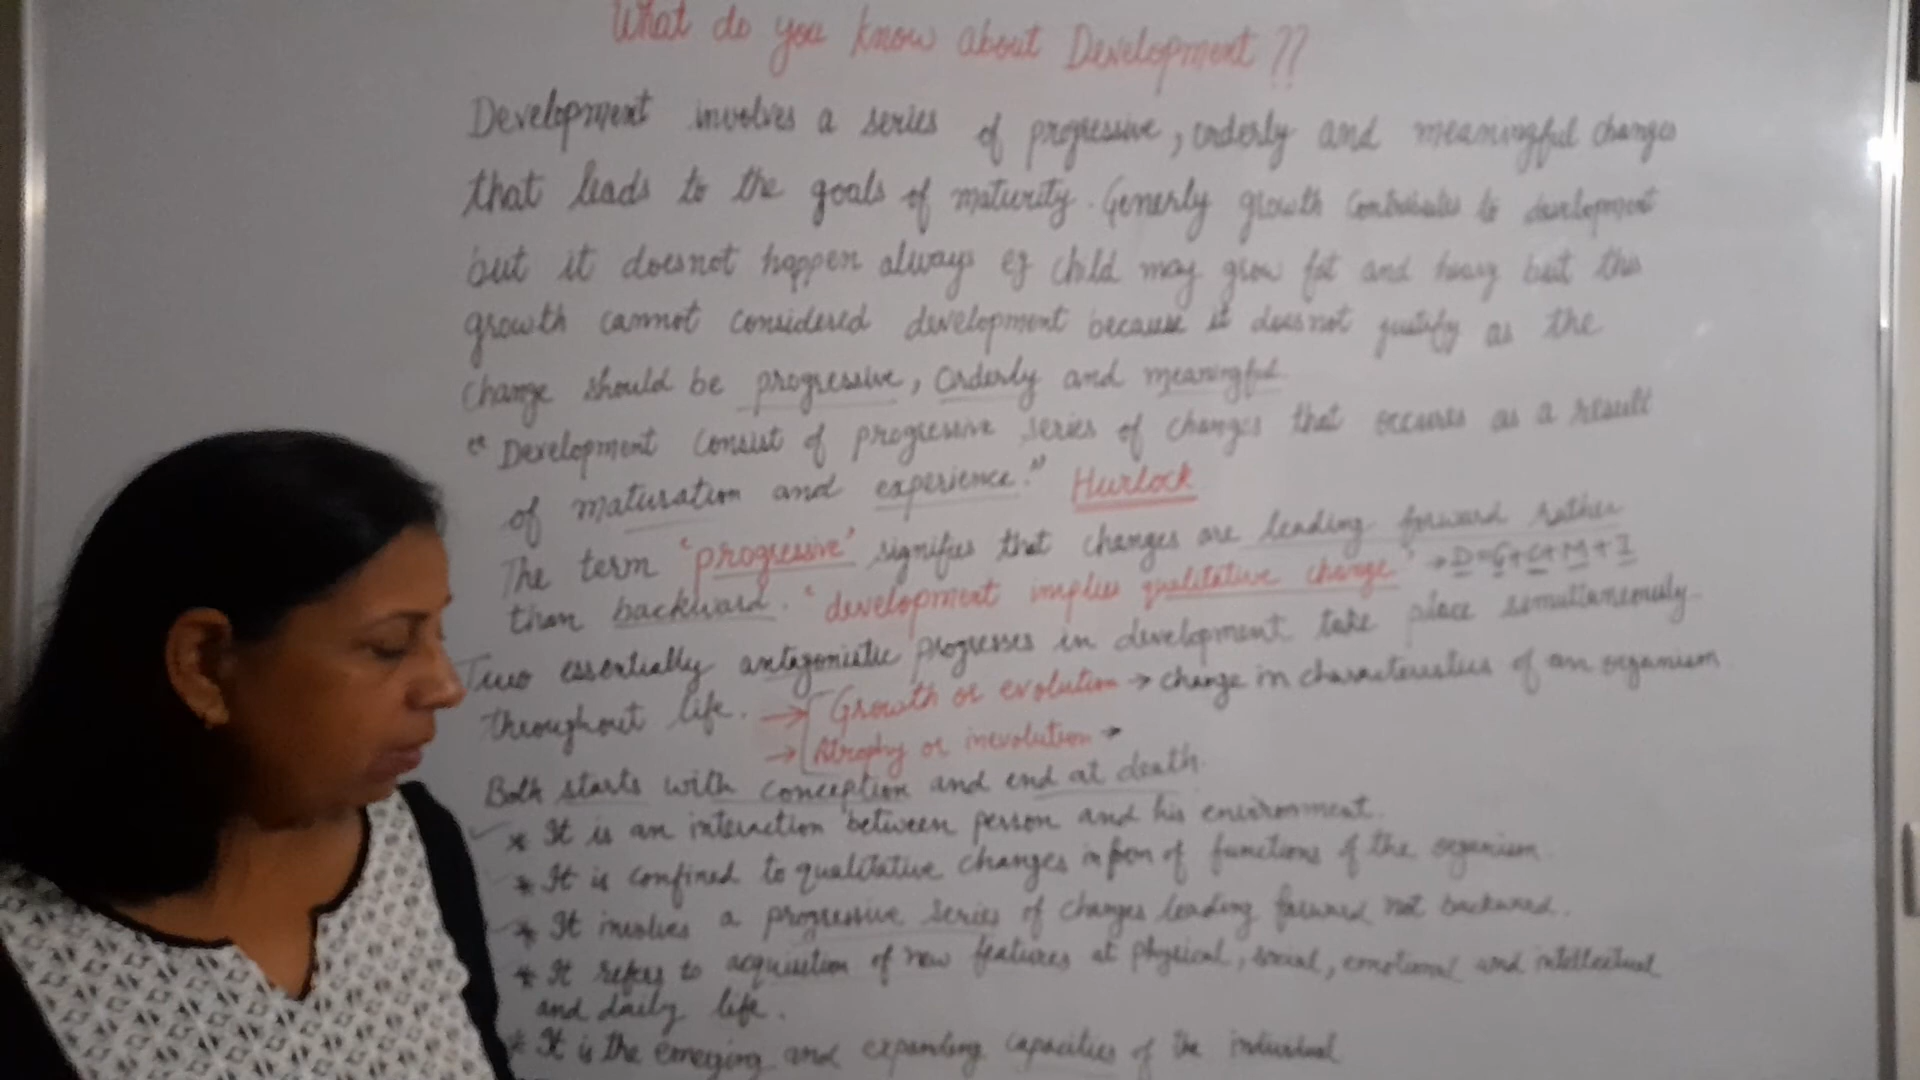 What do you know about Development ??
Development involves a series of progressive, orderly and meaningful changes
that leads to the goals of maturity. Generly growth contributes to development
but it doesnot happen always eg child may grow fat and heavy but this
growth cannot considered development because it doesnot justify as the
change should be progressive, Orderly and meaningful
" Development consist of progressive series of changes that occures as a result
of maturation and experience." Hurlock
The term 'progressive' signifies that changes are leading forward rather
than backward. 'development implies qualitative change' → D=G+C+M+I
Two essentially antagonistic progresses in development take place simultaneously
throughout life. → Growth or evolution → change in characteristics of an organism
→ Atrophy or inevolution →
Both starts with conception and end at death.
* It is an interaction between person and his environment.
* It is confined to qualitative changes in of functions of the organism
* It involves a progressive series of changes leading forward not backward.
* It refers to acquisition of new features at physical, social, emotional and intellectual
and daily life.
* It is the emerging and expanding capacities of the individual